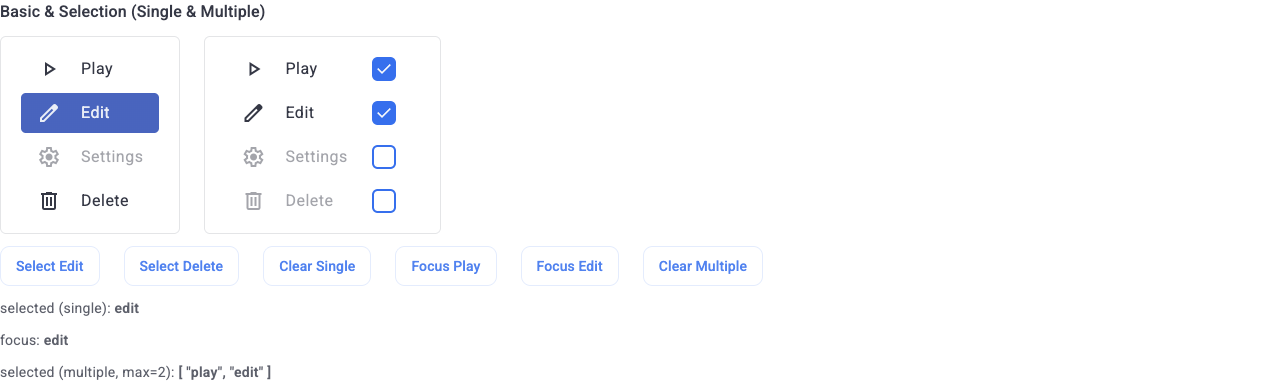 Basic & Selection (Single & Multiple)
Play
Edit
Settings
Delete
Play
Edit
Settings
Delete
Select Edit Select Delete Clear Single Focus Play Focus Edit Clear Multiple
selected (single): edit
focus: edit
selected (multiple, max=2): [ "play", "edit" ]